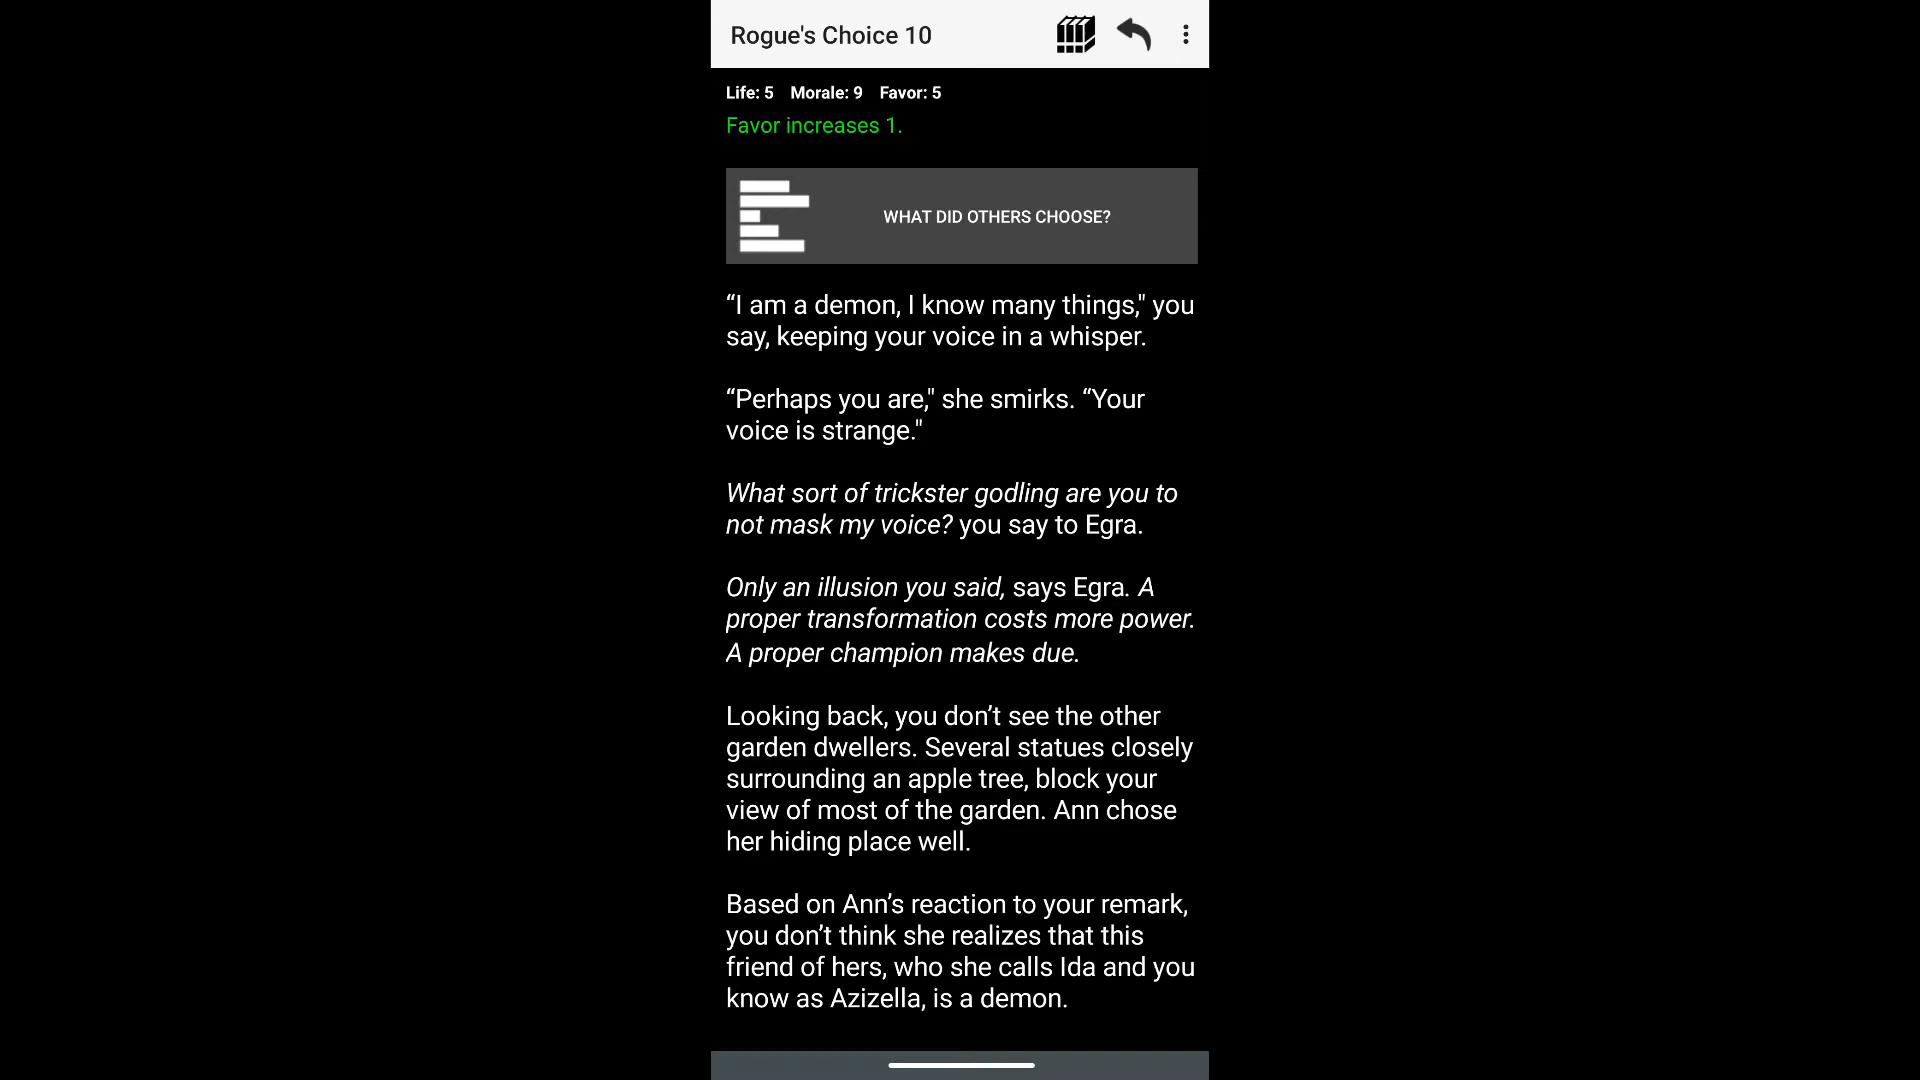 Rogue's Choice 10
Life: 5 Morale: 9 Favor: 5
Favor increases 1.
WHAT DID OTHERS CHOOSE?
“I am a demon, I know many things," you
say, keeping your voice in a whisper.
“Perhaps you are," she smirks. “Your
voice is strange."
What sort of trickster godling are you to
not mask my voice? you say to Egra.
Only an illusion you said, says Egra. A
proper transformation costs more power.
A proper champion makes due.
Looking back, you don’t see the other
garden dwellers. Several statues closely
surrounding an apple tree, block your
view of most of the garden. Ann chose
her hiding place well.
Based on Ann’s reaction to your remark,
you don’t think she realizes that this
friend of hers, who she calls Ida and you
know as Azizella, is a demon.